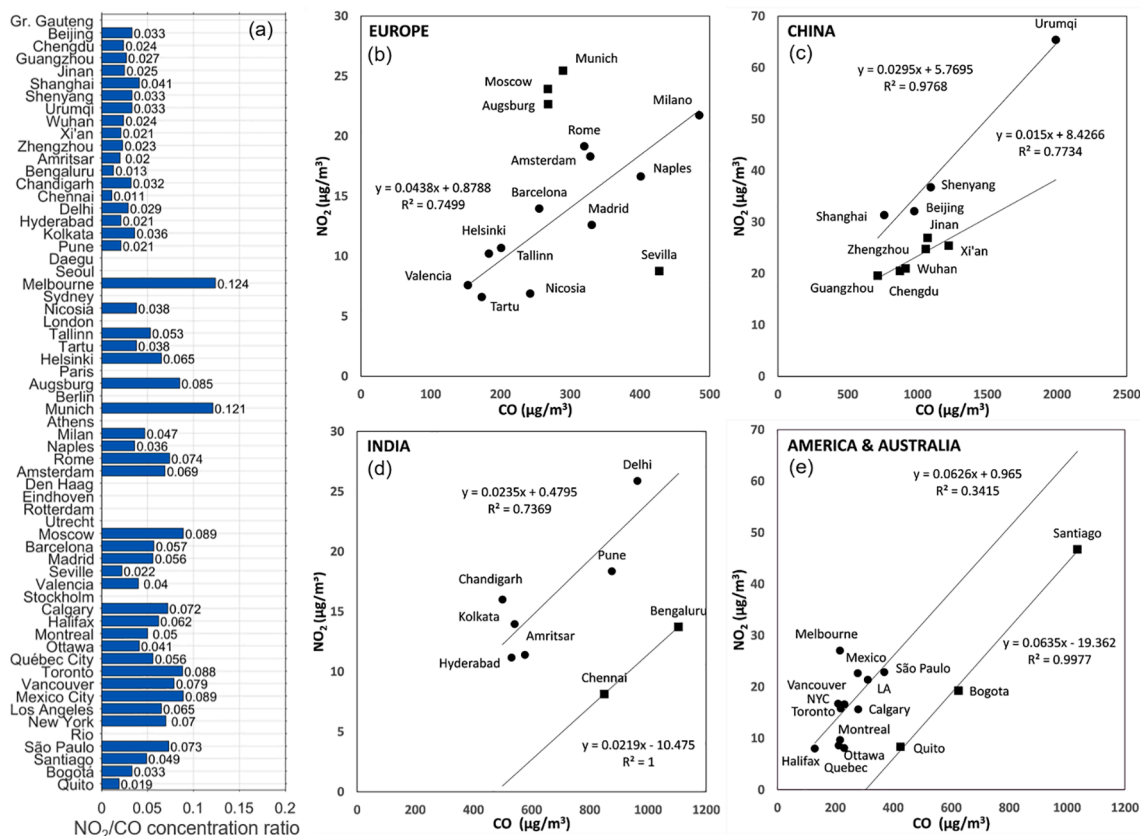 (a)
Gr. Gauteng
Beijing 0.033
Chengdu 0.024
Guangzhou 0.027
Jinan 0.025
Shanghai 0.041
Shenyang 0.033
Urumqi 0.033
Wuhan 0.024
Xi'an 0.021
Zhengzhou 0.023
Amritsar 0.02
Bengaluru 0.013
Chandigarh 0.032
Chennai 0.011
Delhi 0.029
Hyderabad 0.021
Kolkata 0.036
Pune 0.021
Daegu
Seoul
Melbourne 0.124
Sydney
Nicosia 0.038
London
Tallinn 0.053
Tartu 0.038
Helsinki 0.065
Paris
Augsburg 0.085
Berlin
Munich 0.121
Athens
Milan 0.047
Naples 0.036
Rome 0.074
Amsterdam 0.069
Den Haag
Eindhoven
Rotterdam
Utrecht
Moscow 0.089
Barcelona 0.057
Madrid 0.056
Seville 0.022
Valencia 0.04
Stockholm
Calgary 0.072
Halifax 0.062
Montreal 0.05
Ottawa 0.041
Québec City 0.056
Toronto 0.088
Vancouver 0.079
Mexico City 0.089
Los Angeles 0.065
New York 0.07
Rio
São Paulo 0.073
Santiago 0.049
Bogota 0.033
Quito 0.019
0 0.05 0.1 0.15 0.2
NO₂/CO concentration ratio
EUROPE
(b)
30
25
20
15
10
5
0
NO₂ (µg/m³)
Munich
Moscow
Augsburg
Milano
Rome
Amsterdam
Naples
y = 0.0438x + 0.8788
R² = 0.7499
Barcelona
Madrid
Helsinki
Tallinn
Sevilla
Valencia
Nicosia
Tartu
0 100 200 300 400 500
CO (µg/m³)
CHINA
(c)
70
60
50
40
30
20
10
0
NO₂ (µg/m³)
Urumqi
y = 0.0295x + 5.7695
R² = 0.9768
y = 0.015x + 8.4266
R² = 0.7734
Shenyang
Shanghai
Beijing
Jinan
Zhengzhou
Xi'an
Wuhan
Guangzhou
Chengdu
0 500 1000 1500 2000 2500
CO (µg/m³)
INDIA
(d)
30
25
20
15
10
5
0
NO₂ (µg/m³)
Delhi
y = 0.0235x + 0.4795
R² = 0.7369
Pune
Chandigarh
Kolkata
Bengaluru
Amritsar
Hyderabad
Chennai
y = 0.0219x - 10.475
R² = 1
0 200 400 600 800 1000 1200
CO (µg/m³)
AMERICA & AUSTRALIA
(e)
70
60
50
40
30
20
10
0
NO₂ (µg/m³)
y = 0.0626x + 0.965
R² = 0.3415
Santiago
Melbourne
Mexico
São Paulo
y = 0.0635x - 19.362
R² = 0.9977
Vancouver
LA
Bogota
NYC
Toronto
Calgary
Montreal
Quito
Halifax
Ottawa
Quebec
0 200 400 600 800 1000 1200
CO (µg/m³)